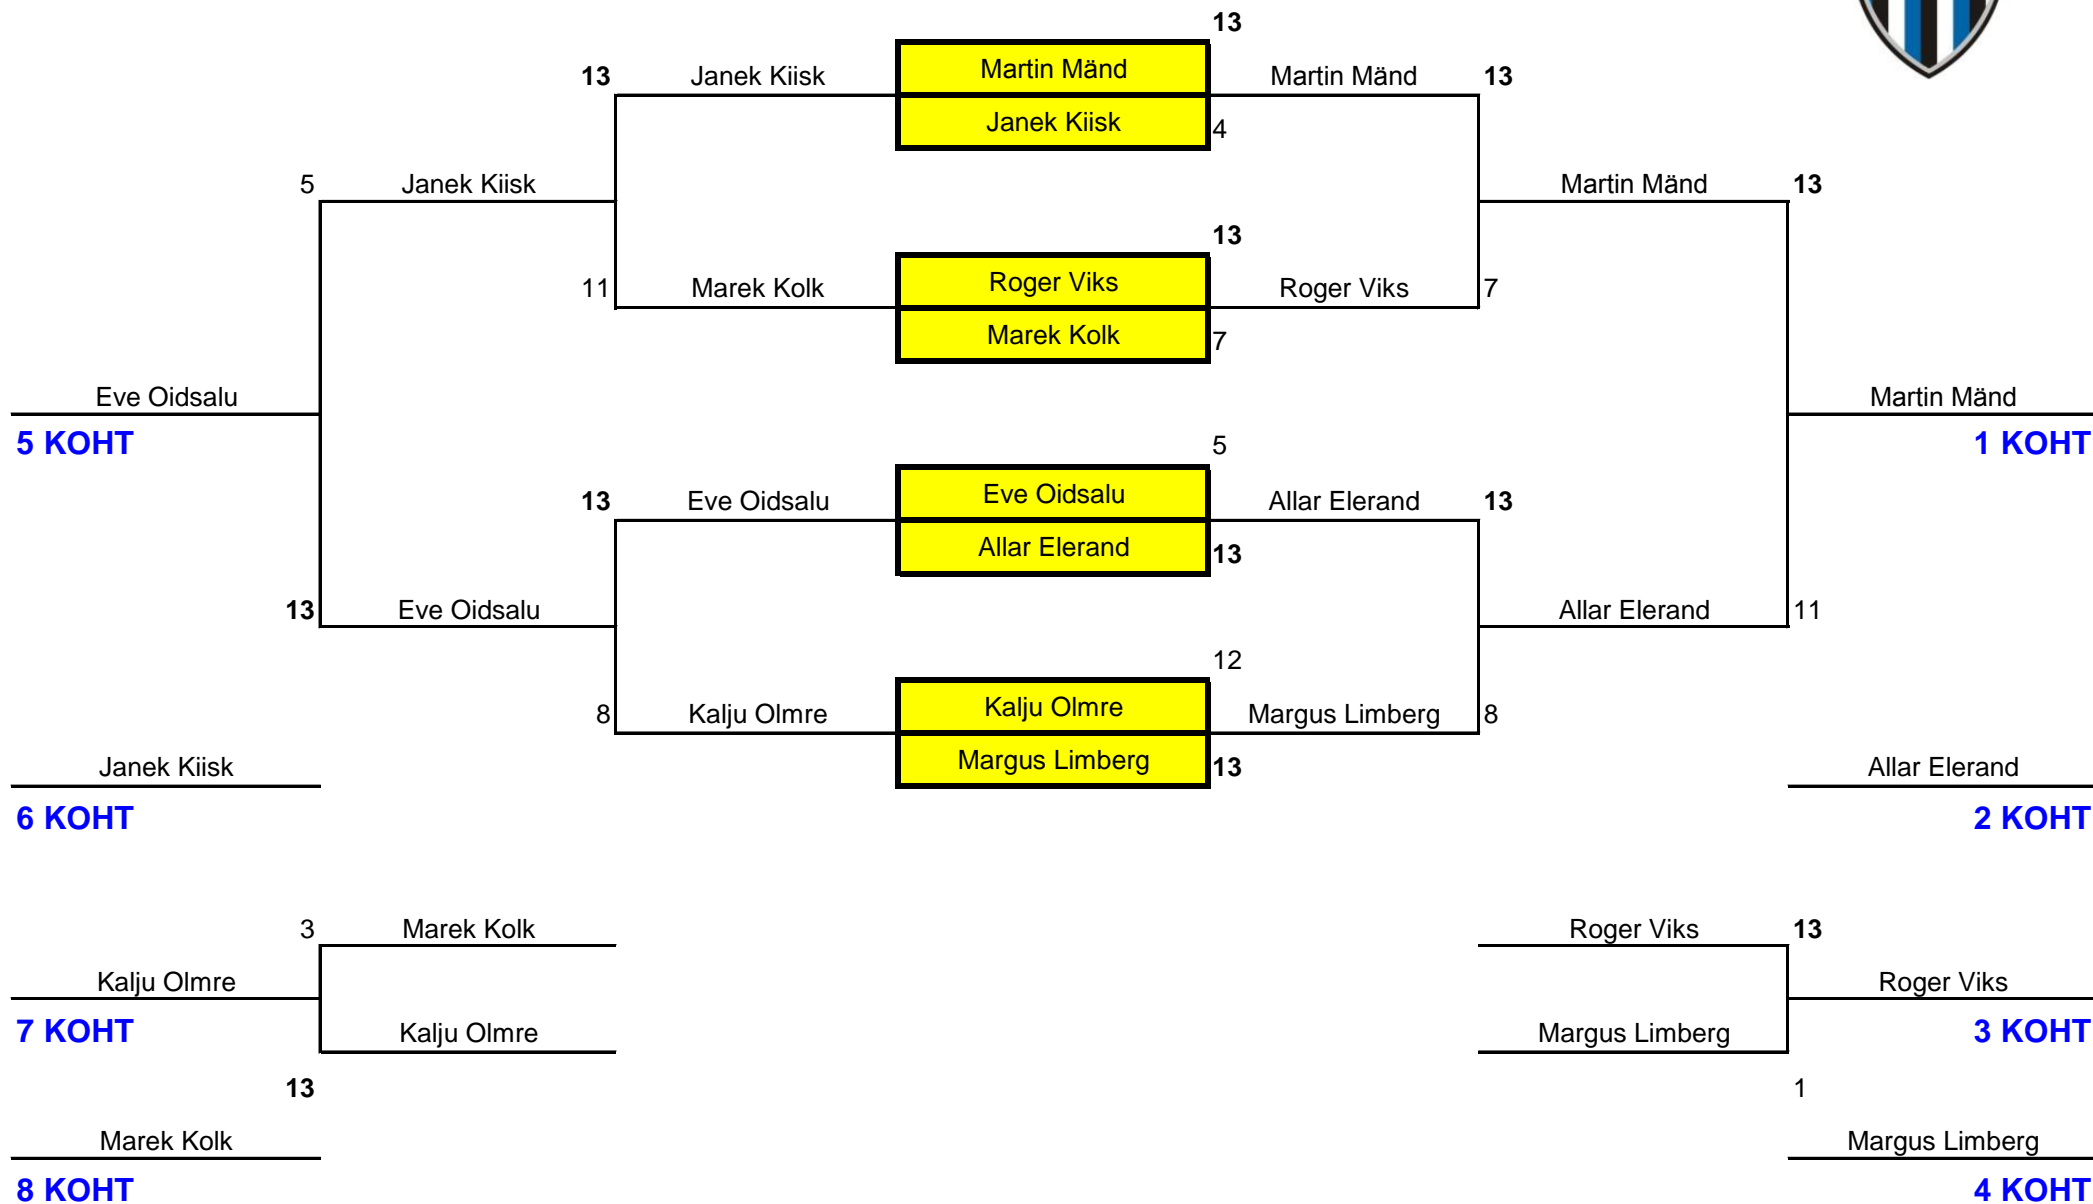 13
13 Janek Kiisk Martin Mänd Martin Mänd 13
Janek Kiisk 4
5 Janek Kiisk Martin Mänd 13
13
11 Marek Kolk Roger Viks Roger Viks 7
Marek Kolk 7
Eve Oidsalu Martin Mänd
5 KOHT 5 1 KOHT
13 Eve Oidsalu Eve Oidsalu Allar Elerand 13
Allar Elerand 13
13 Eve Oidsalu Allar Elerand 11
12
8 Kalju Olmre Kalju Olmre Margus Limberg 8
Janek Kiisk Margus Limberg 13 Allar Elerand
6 KOHT 2 KOHT
3 Marek Kolk Roger Viks 13
Kalju Olmre Roger Viks
7 KOHT Kalju Olmre Margus Limberg 3 KOHT
13 1
Marek Kolk Margus Limberg
8 KOHT 4 KOHT